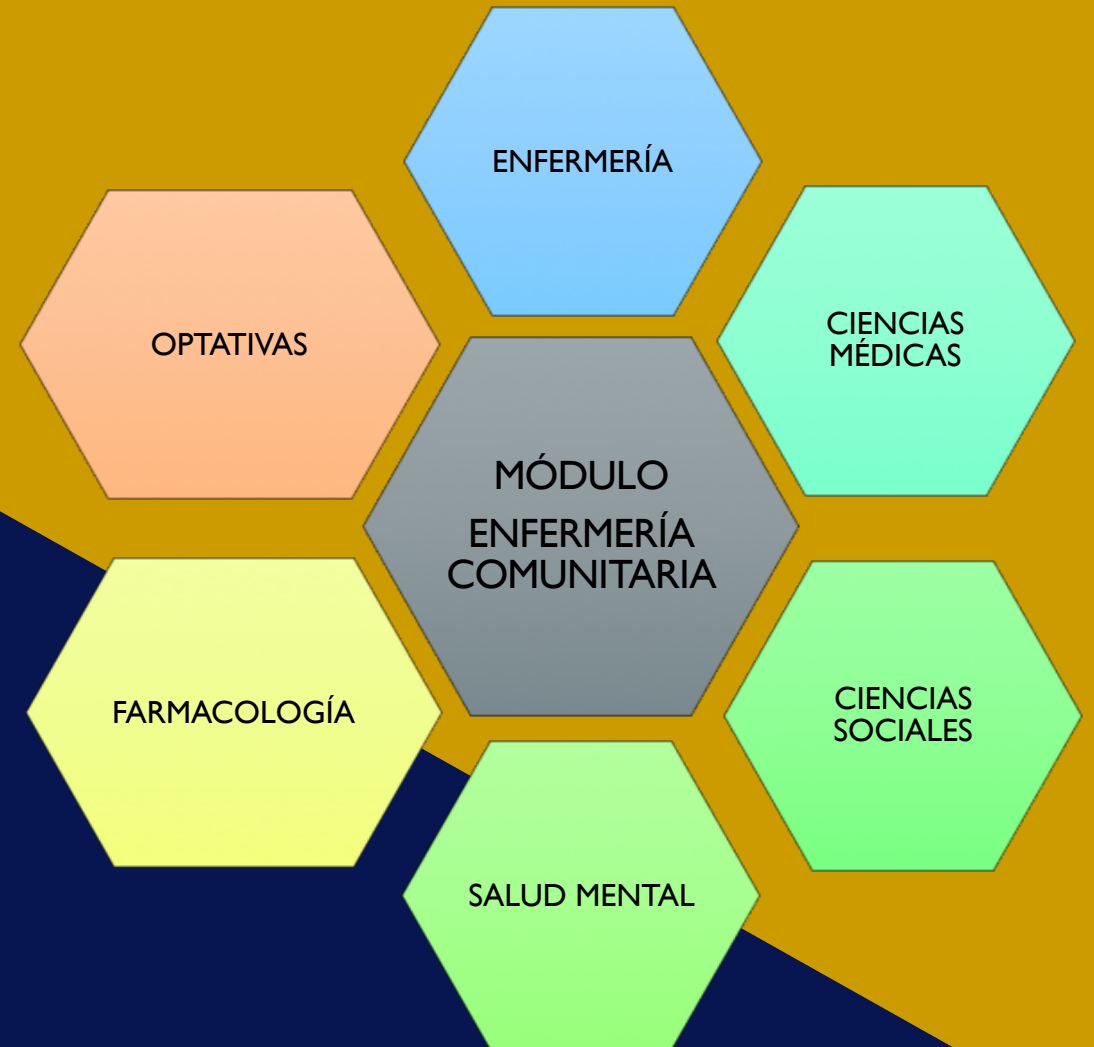 ENFERMERÍA
OPTATIVAS
CIENCIAS
MÉDICAS
MÓDULO
ENFERMERÍA
COMUNITARIA
FARMACOLOGÍA
CIENCIAS
SOCIALES
SALUD MENTAL